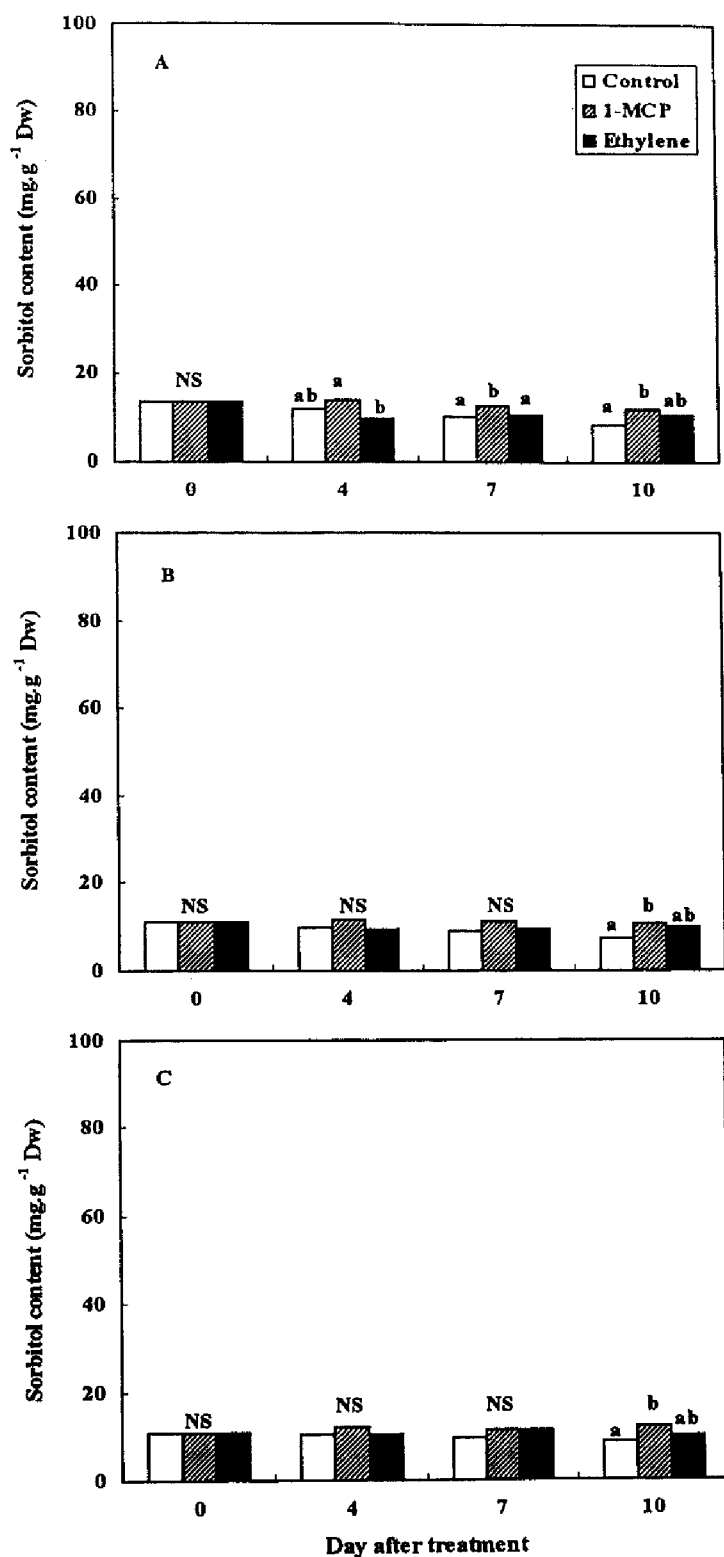 100
A
Control
1-MCP
Ethylene
80
60
40
20
0
Sorbitol content (mg.g⁻¹ Dw)
NS
ab a b
a b a
a b ab
0 4 7 10
100
B
80
60
40
20
0
Sorbitol content (mg.g⁻¹ Dw)
NS NS NS a b ab
0 4 7 10
100
C
80
60
40
20
0
Sorbitol content (mg.g⁻¹ Dw)
NS NS NS a b ab
0 4 7 10
Day after treatment